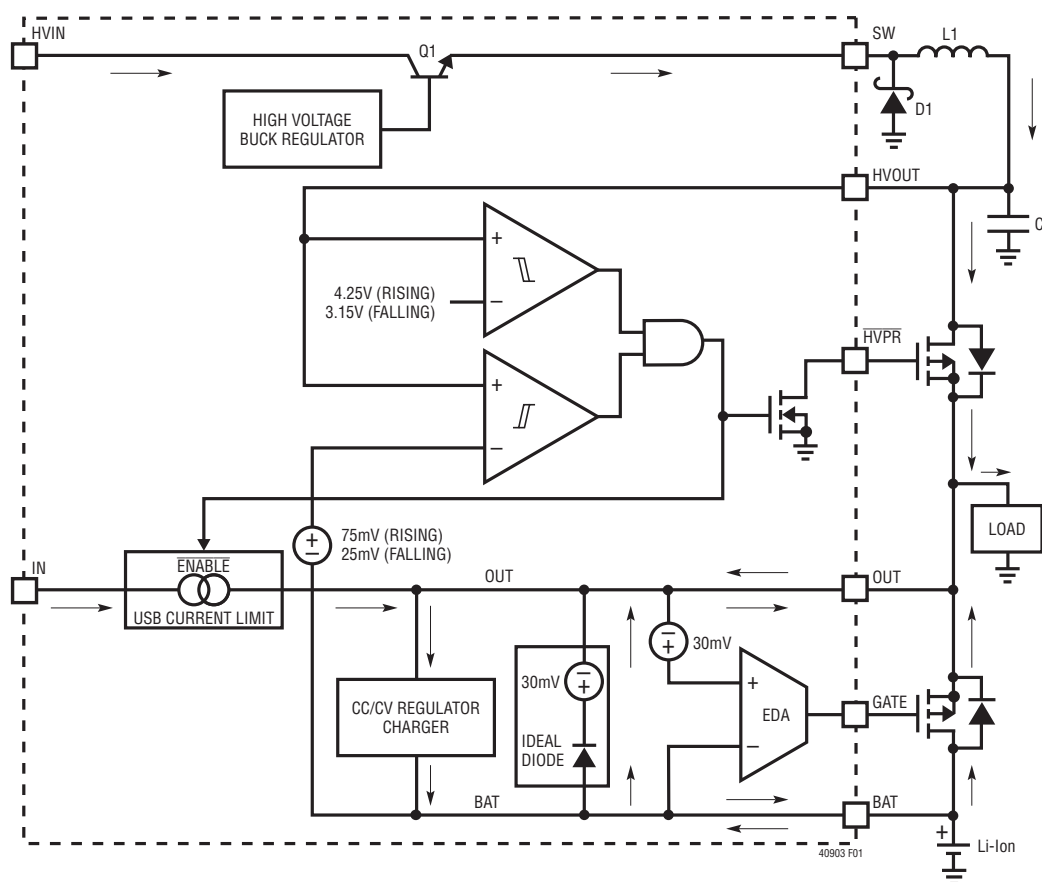 HVIN
Q1
SW
L1
HIGH VOLTAGE
BUCK REGULATOR
D1
HVOUT
C
+
4.25V (RISING)
3.15V (FALLING)
–
HVPR
+
–
75mV (RISING)
25mV (FALLING)
+
–
LOAD
IN
ENABLE
USB CURRENT LIMIT
OUT
OUT
–
+
30mV
30mV
–
+
CC/CV REGULATOR
CHARGER
IDEAL
DIODE
+
EDA
–
GATE
BAT
BAT
+
Li-Ion
40903 F01